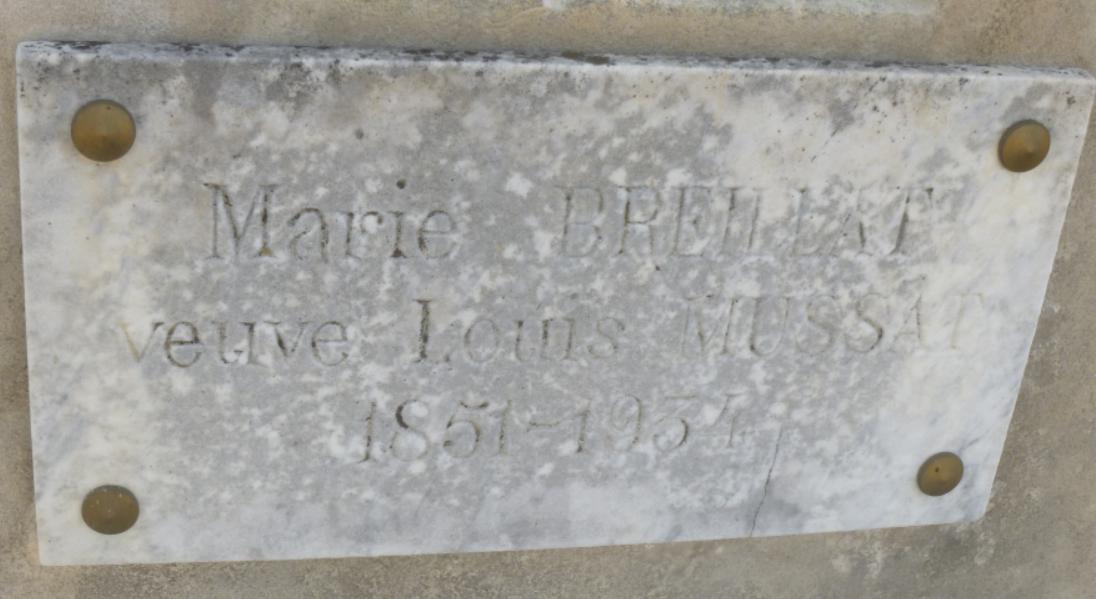 Marie BREILLAT
veuve Louis MUSSAT
1851-1934